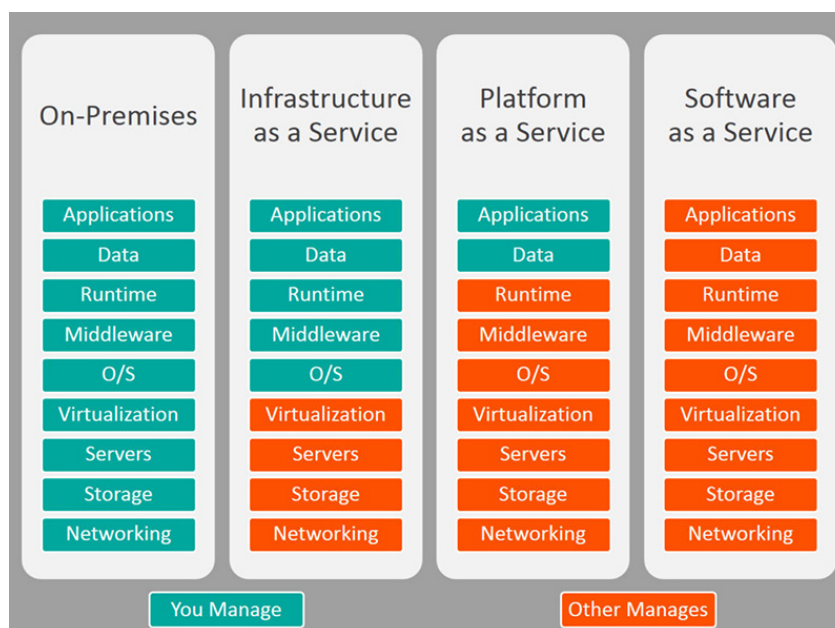 On-Premises
Applications
Data
Runtime
Middleware
O/S
Virtualization
Servers
Storage
Networking
Infrastructure
as a Service
Applications
Data
Runtime
Middleware
O/S
Virtualization
Servers
Storage
Networking
Platform
as a Service
Applications
Data
Runtime
Middleware
O/S
Virtualization
Servers
Storage
Networking
Software
as a Service
Applications
Data
Runtime
Middleware
O/S
Virtualization
Servers
Storage
Networking
You Manage
Other Manages